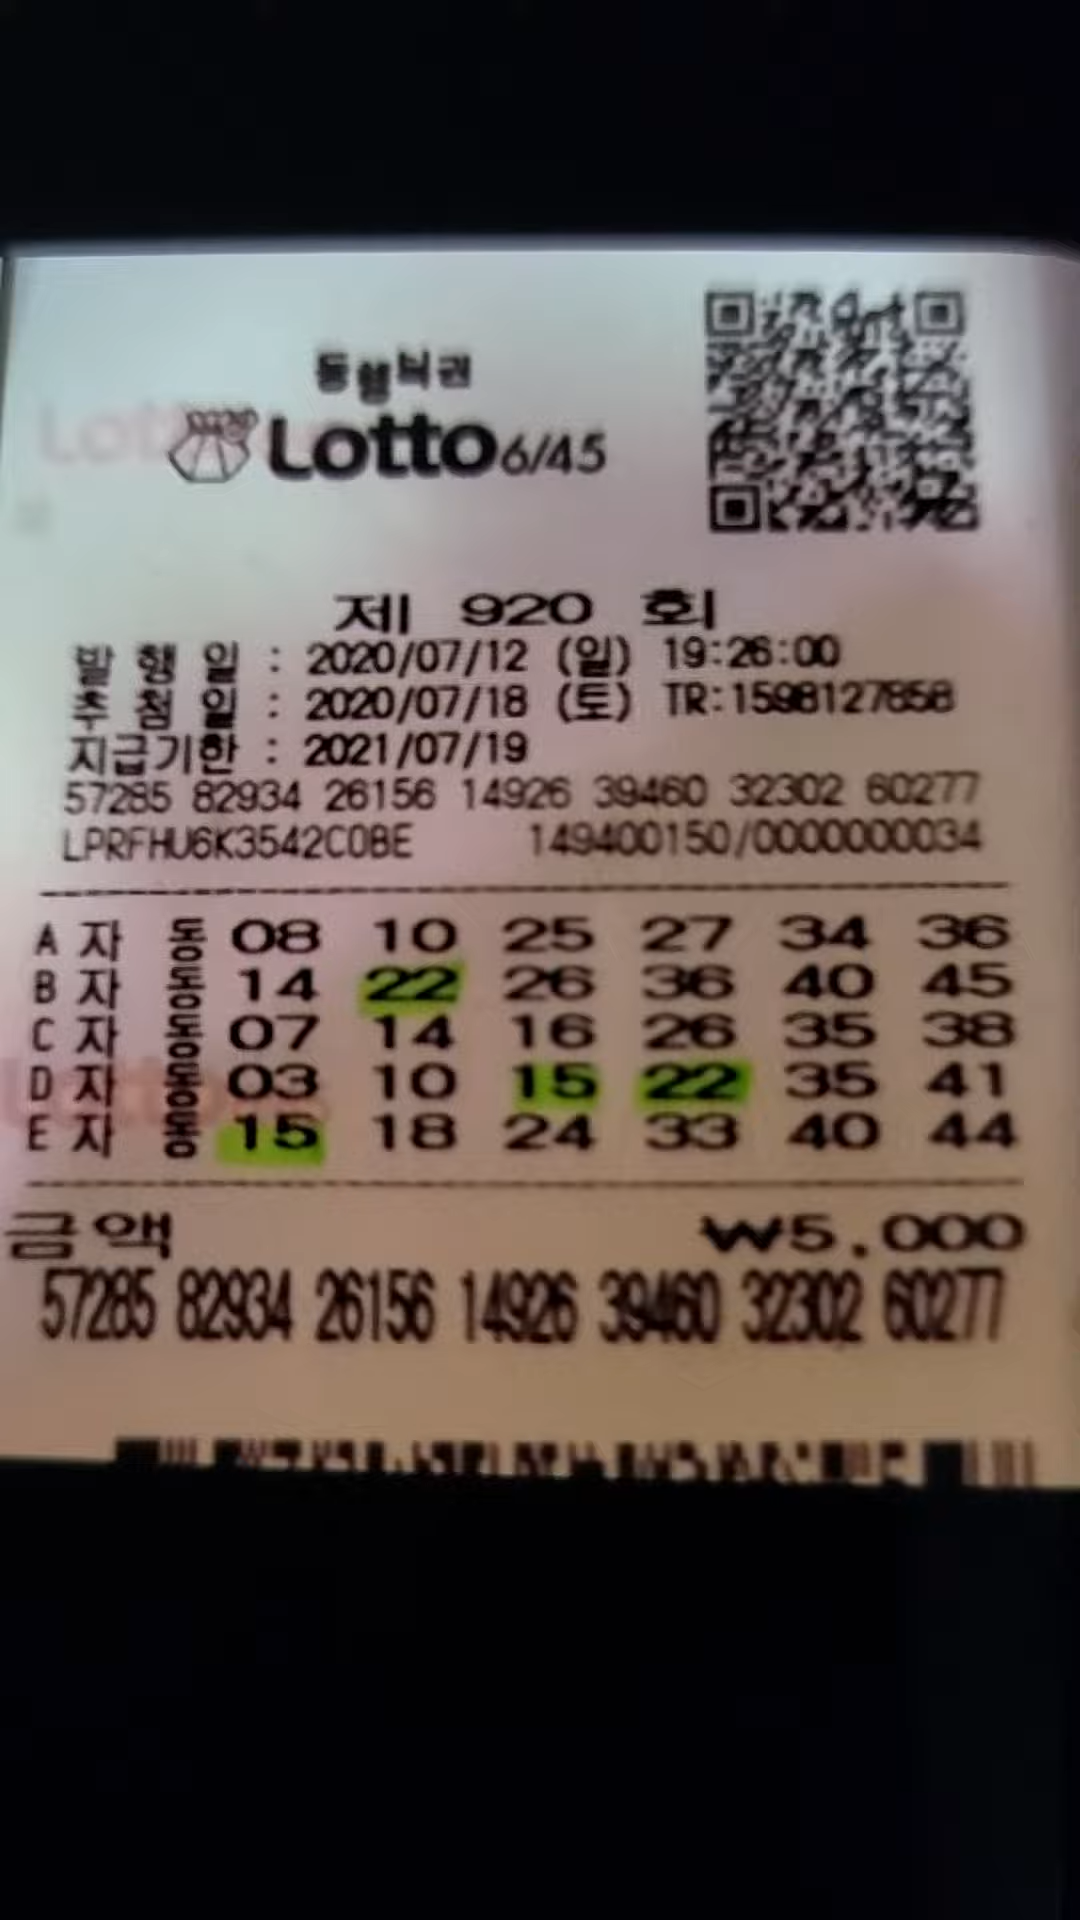 동행복권
Lotto 6/45
제 920 회
발 행 일 : 2020/07/12 (일) 19:26:00
추 첨 일 : 2020/07/18 (토) TR:1598127858
지급기한 : 2021/07/19
57285 82934 26156 14926 39460 32302 60277
LPRFHU6K3542C0BE 149400150/0000000034
A 자 동 08 10 25 27 34 36
B 자 동 14 22 26 36 40 45
C 자 동 07 14 16 26 35 38
D 자 동 03 10 15 22 35 41
E 자 동 15 18 24 33 40 44
금액 ₩5,000
57285 82934 26156 14926 39460 32302 60277